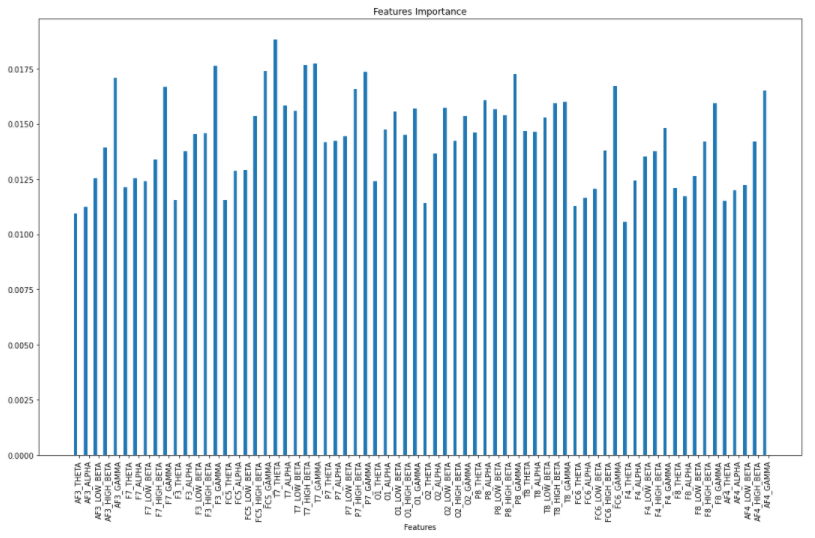 Features Importance
0.0175
0.0150
0.0125
0.0100
0.0075
0.0050
0.0025
0.0000
AF3_THETA
AF3_ALPHA
AF3_LOW_BETA
AF3_HIGH_BETA
AF3_GAMMA
F7_THETA
F7_ALPHA
F7_LOW_BETA
F7_HIGH_BETA
F7_GAMMA
F3_THETA
F3_ALPHA
F3_LOW_BETA
F3_HIGH_BETA
F3_GAMMA
FC5_THETA
FC5_ALPHA
FC5_LOW_BETA
FC5_HIGH_BETA
FC5_GAMMA
T7_THETA
T7_ALPHA
T7_LOW_BETA
T7_HIGH_BETA
T7_GAMMA
P7_THETA
P7_ALPHA
P7_LOW_BETA
P7_HIGH_BETA
P7_GAMMA
O1_THETA
O1_ALPHA
O1_LOW_BETA
O1_HIGH_BETA
O1_GAMMA
O2_THETA
O2_ALPHA
O2_LOW_BETA
O2_HIGH_BETA
O2_GAMMA
P8_THETA
P8_ALPHA
P8_LOW_BETA
P8_HIGH_BETA
P8_GAMMA
T8_THETA
T8_ALPHA
T8_LOW_BETA
T8_HIGH_BETA
T8_GAMMA
FC6_THETA
FC6_ALPHA
FC6_LOW_BETA
FC6_HIGH_BETA
FC6_GAMMA
F4_THETA
F4_ALPHA
F4_LOW_BETA
F4_HIGH_BETA
F4_GAMMA
F8_THETA
F8_ALPHA
F8_LOW_BETA
F8_HIGH_BETA
F8_GAMMA
AF4_THETA
AF4_ALPHA
AF4_LOW_BETA
AF4_HIGH_BETA
AF4_GAMMA
Features